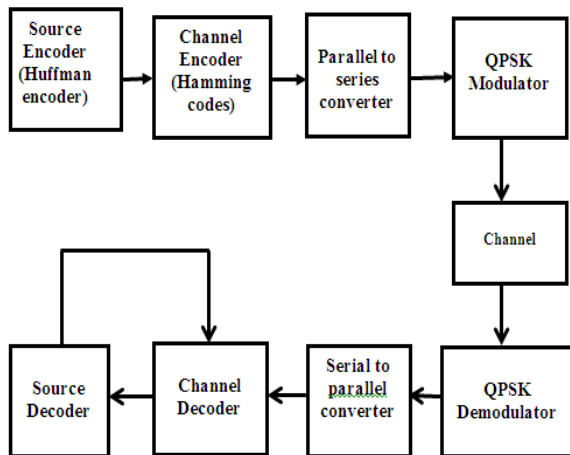 Source
Encoder
(Huffman
encoder)
Channel
Encoder
(Hamming
codes)
Parallel to
series
converter
QPSK
Modulator
Channel
Source
Decoder
Channel
Decoder
Serial to
parallel
converter
QPSK
Demodulator